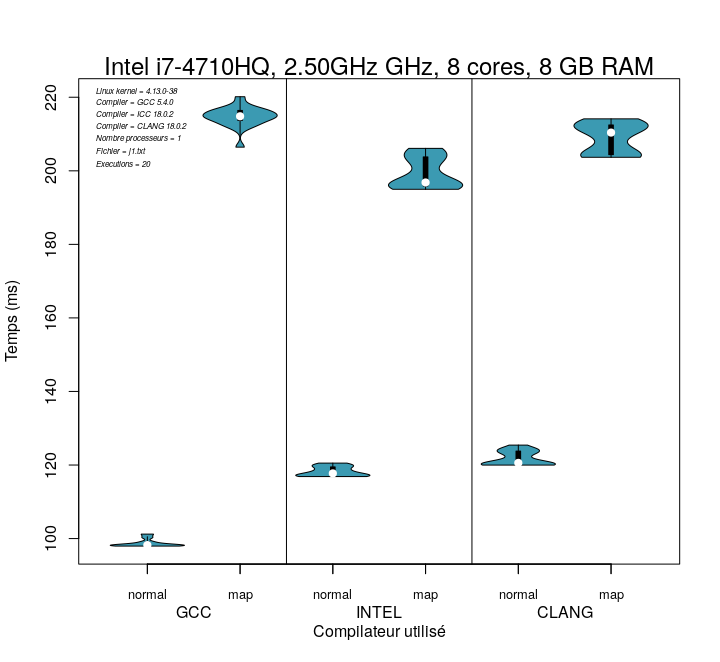 Intel i7-4710HQ, 2.50GHz GHz, 8 cores, 8 GB RAM
Linux kernel = 4.13.0-38
Compiler = GCC 5.4.0
Compiler = ICC 18.0.2
Compiler = CLANG 18.0.2
Nombre processeurs = 1
Fichier = j1.txt
Executions = 20
220
200
180
160
140
120
100
Temps (ms)
normal map normal map normal map
GCC INTEL CLANG
Compilateur utilisé